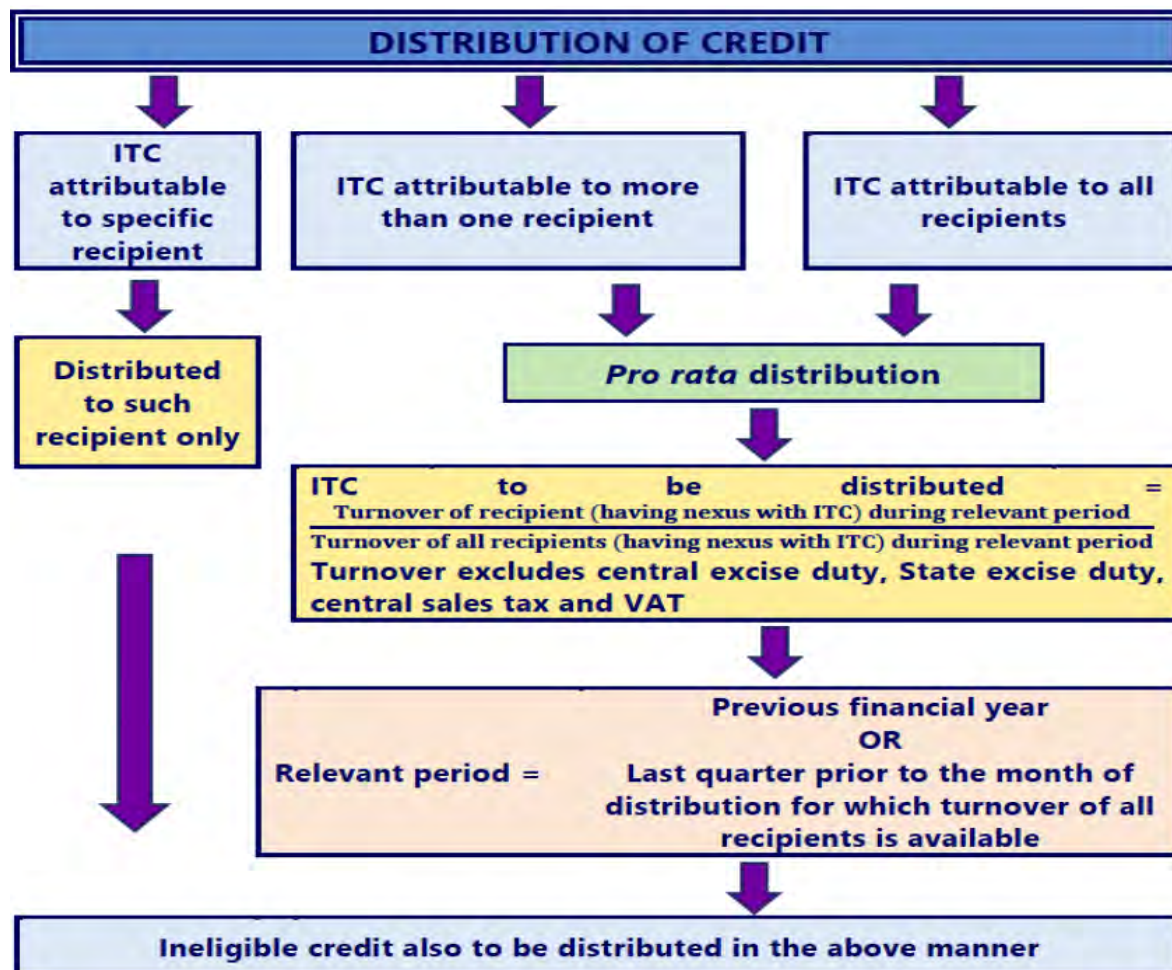 DISTRIBUTION OF CREDIT
ITC
attributable
to specific
recipient
ITC attributable to more
than one recipient
ITC attributable to all
recipients
Distributed
to such
recipient only
Pro rata distribution
ITC to be distributed =
Turnover of recipient (having nexus with ITC) during relevant period
Turnover of all recipients (having nexus with ITC) during relevant period
Turnover excludes central excise duty, State excise duty,
central sales tax and VAT
Previous financial year
OR
Relevant period = Last quarter prior to the month of
distribution for which turnover of all
recipients is available
Ineligible credit also to be distributed in the above manner